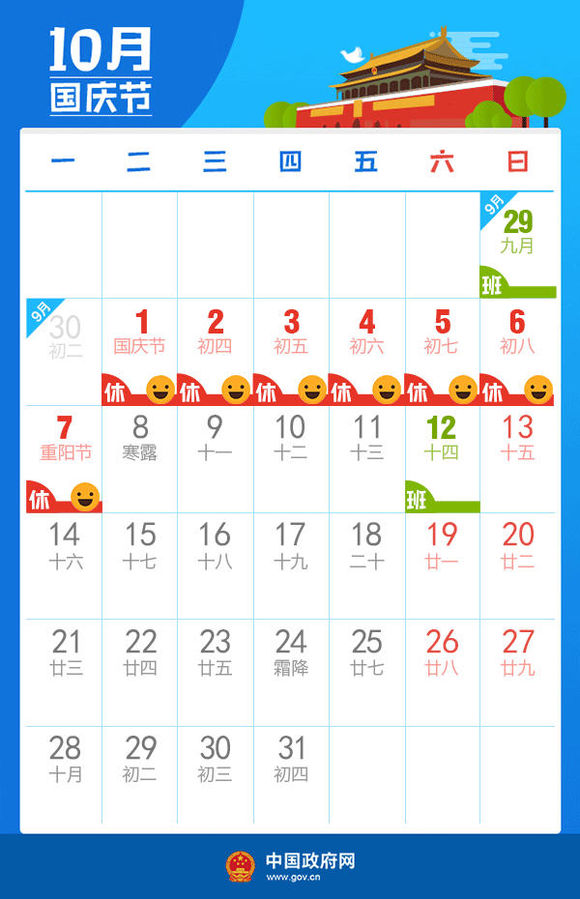 10月
国庆节
一 二 三 四 五 六 日
9月
29
九月
班
9月
30 1 2 3 4 5 6
初二 国庆节 初四 初五 初六 初七 初八
休 休 休 休 休 休
7 8 9 10 11 12 13
重阳节 寒露 十一 十二 十三 十四 十五
休 班
14 15 16 17 18 19 20
十六 十七 十八 十九 二十 廿一 廿二
21 22 23 24 25 26 27
廿三 廿四 廿五 霜降 廿七 廿八 廿九
28 29 30 31
十月 初二 初三 初四
中国政府网
www.gov.cn